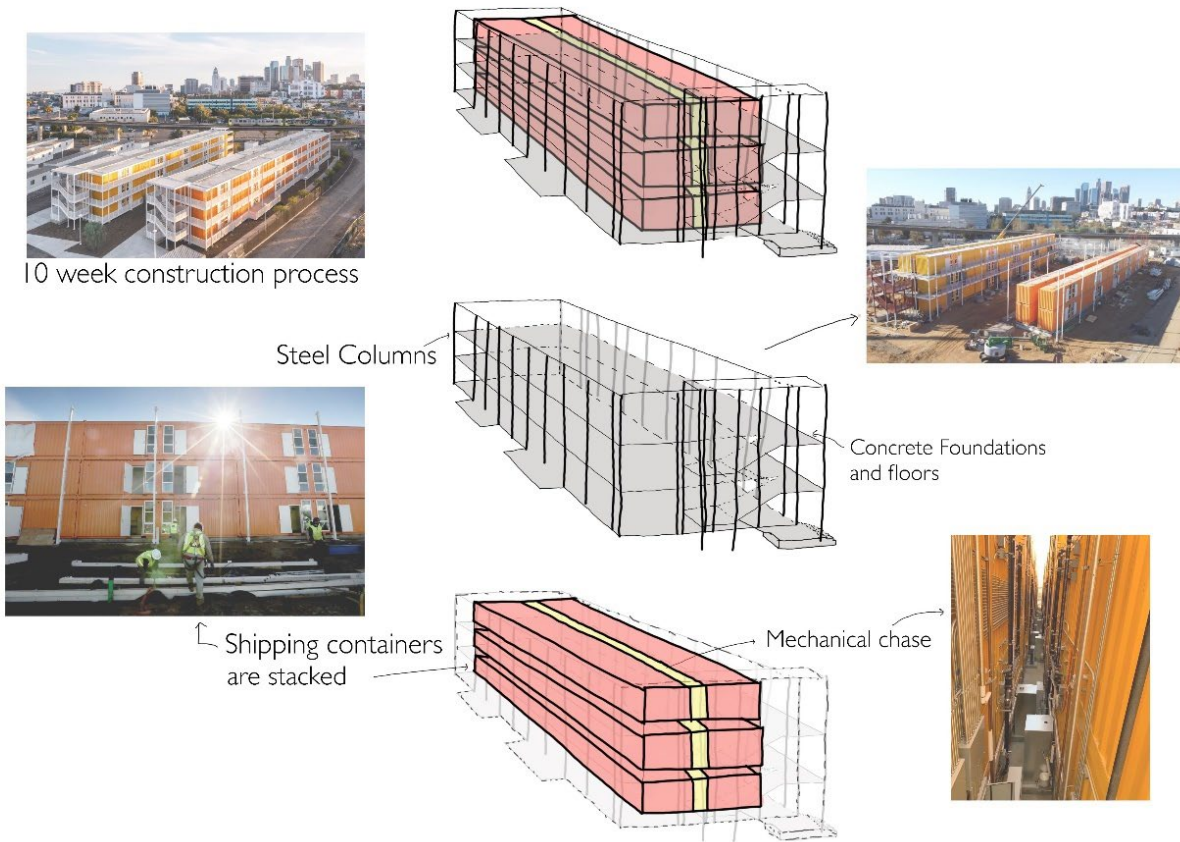 10 week construction process
Steel Columns
Concrete Foundations
and floors
Shipping containers
are stacked
Mechanical chase